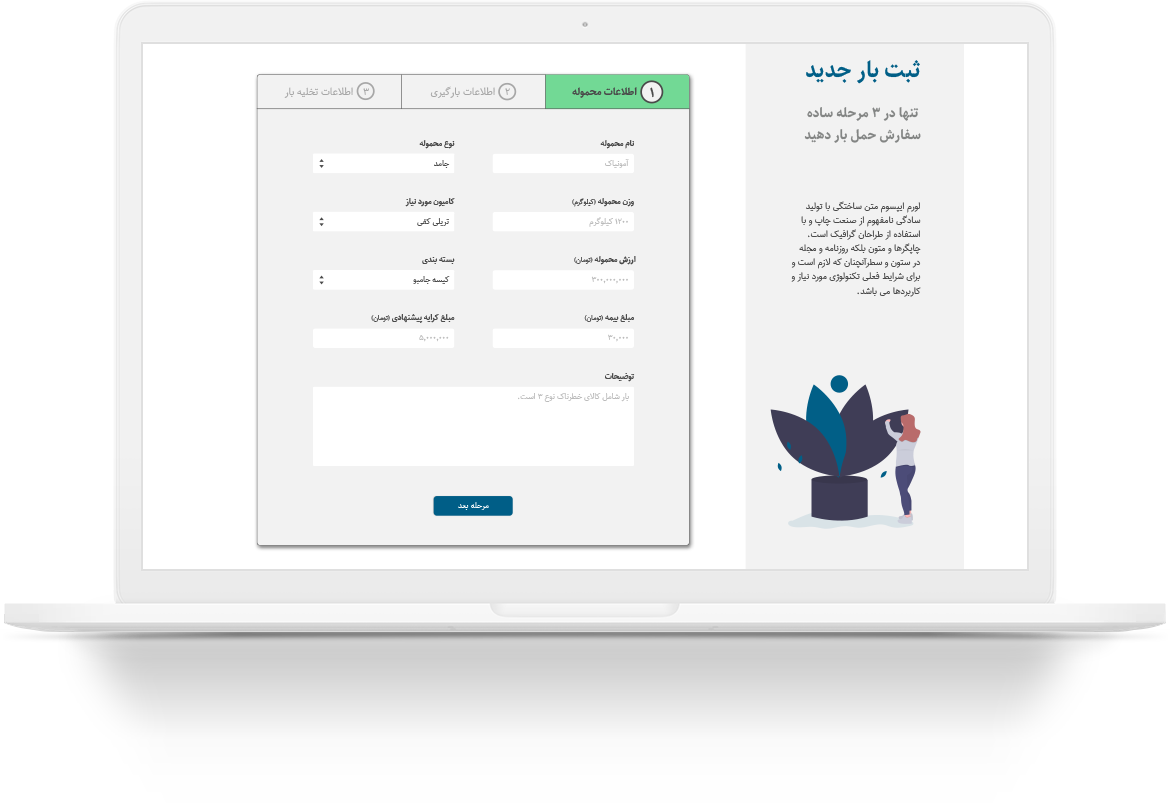 ثبت بار جدید
تنها در ۳ مرحله ساده
سفارش حمل بار دهید
لورم ایپسوم متن ساختگی با تولید
سادگی نامفهوم از صنعت چاپ و با
استفاده از طراحان گرافیک است.
چاپگرها و متون بلکه روزنامه و مجله
در ستون و سطرآنچنان که لازم است و
برای شرایط فعلی تکنولوژی مورد نیاز و
کاربردها می باشد.
۱ اطلاعات محموله
۲ اطلاعات بارگیری
۳ اطلاعات تخلیه بار
نام محموله
آمونیاک
نوع محموله
جامد
وزن محموله (کیلوگرم)
۱۲۰۰ کیلوگرم
کامیون مورد نیاز
تریلی کفی
ارزش محموله (تومان)
۳۰۰,۰۰۰,۰۰۰
بسته بندی
کیسه جامبو
مبلغ بیمه (تومان)
۳۰,۰۰۰
مبلغ کرایه پیشنهادی (تومان)
۵,۰۰۰,۰۰۰
توضیحات
بار شامل کالای خطرناک نوع ۳ است.
مرحله بعد